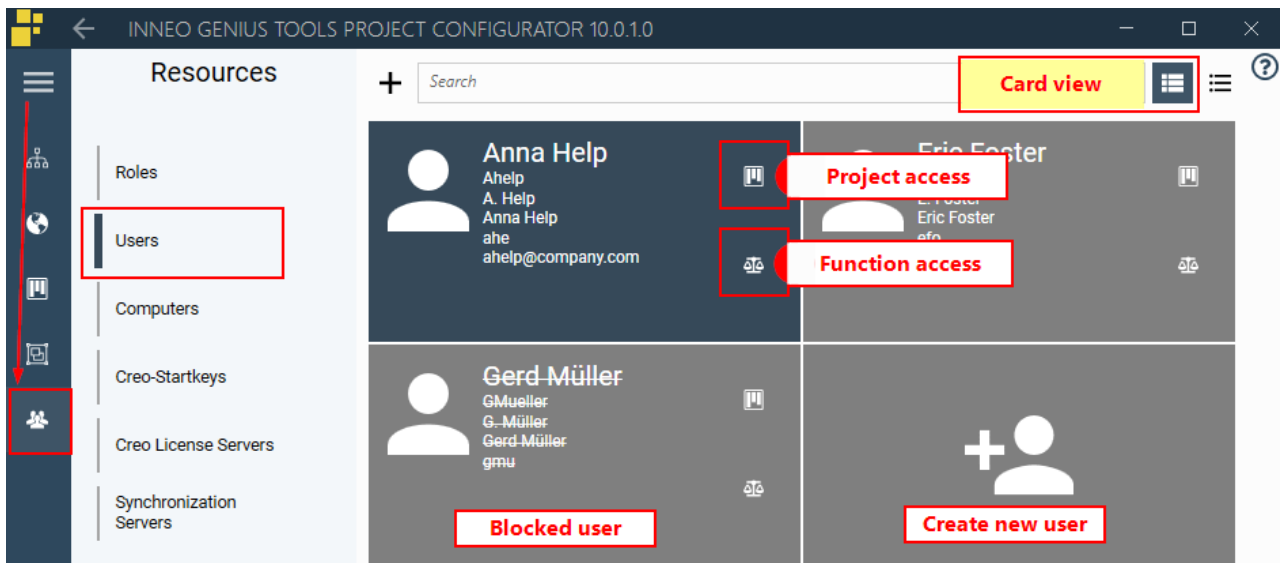 INNEO GENIUS TOOLS PROJECT CONFIGURATOR 10.0.1.0
Resources
Search
Card view
Roles
Users
Computers
Creo-Startkeys
Creo License Servers
Synchronization
Servers
Anna Help
Ahelp
A. Help
Anna Help
ahe
ahelp@company.com
Project access
Function access
Eric Foster
E. Foster
Eric Foster
efo
Gerd Müller
GMueller
G. Müller
Gerd Müller
gmu
Blocked user
Create new user